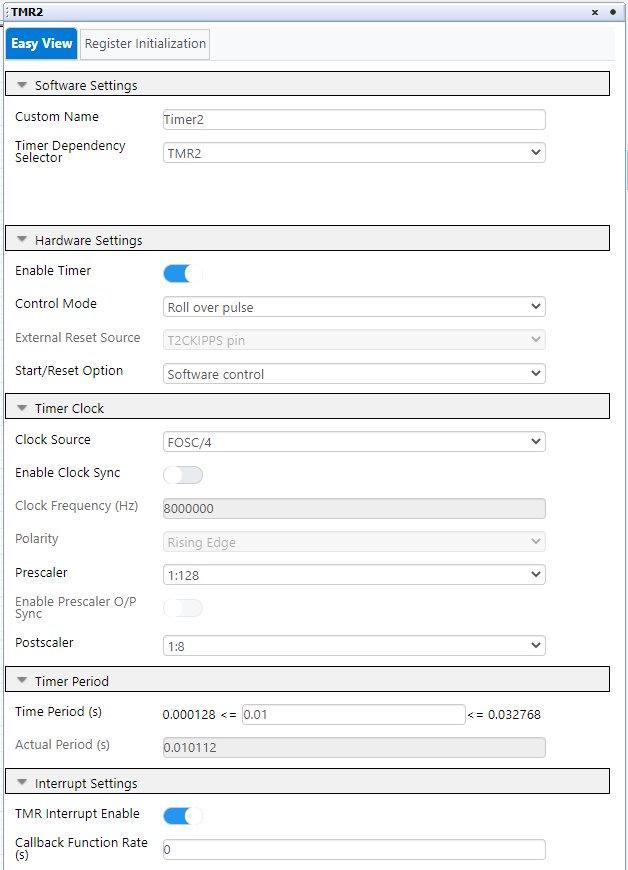 TMR2
Easy View
Register Initialization
Software Settings
Custom Name
Timer2
Timer Dependency
Selector
TMR2
Hardware Settings
Enable Timer
Control Mode
Roll over pulse
External Reset Source
T2CKIPPS pin
Start/Reset Option
Software control
Timer Clock
Clock Source
FOSC/4
Enable Clock Sync
Clock Frequency (Hz)
8000000
Polarity
Rising Edge
Prescaler
1:128
Enable Prescaler O/P
Sync
Postscaler
1:8
Timer Period
Time Period (s)
0.000128 <= 0.01 <= 0.032768
Actual Period (s)
0.010112
Interrupt Settings
TMR Interrupt Enable
Callback Function Rate
(s)
0